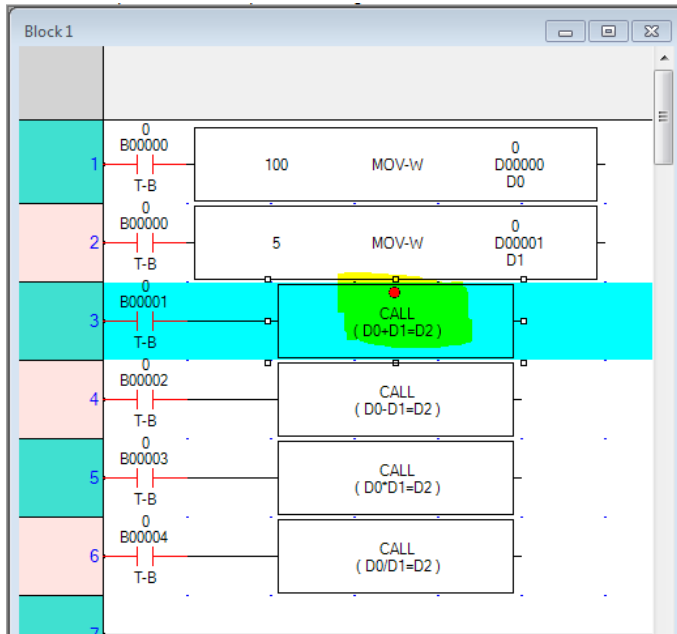 Block 1
0
B00000
0
1 100 MOV-W D00000
T-B D0
0
B00000
0
2 5 MOV-W D00001
T-B D1
0
B00001
3 CALL
( D0+D1=D2 )
T-B
0
B00002
4 CALL
( D0-D1=D2 )
T-B
0
B00003
5 CALL
( D0*D1=D2 )
T-B
0
B00004
6 CALL
( D0/D1=D2 )
T-B
7